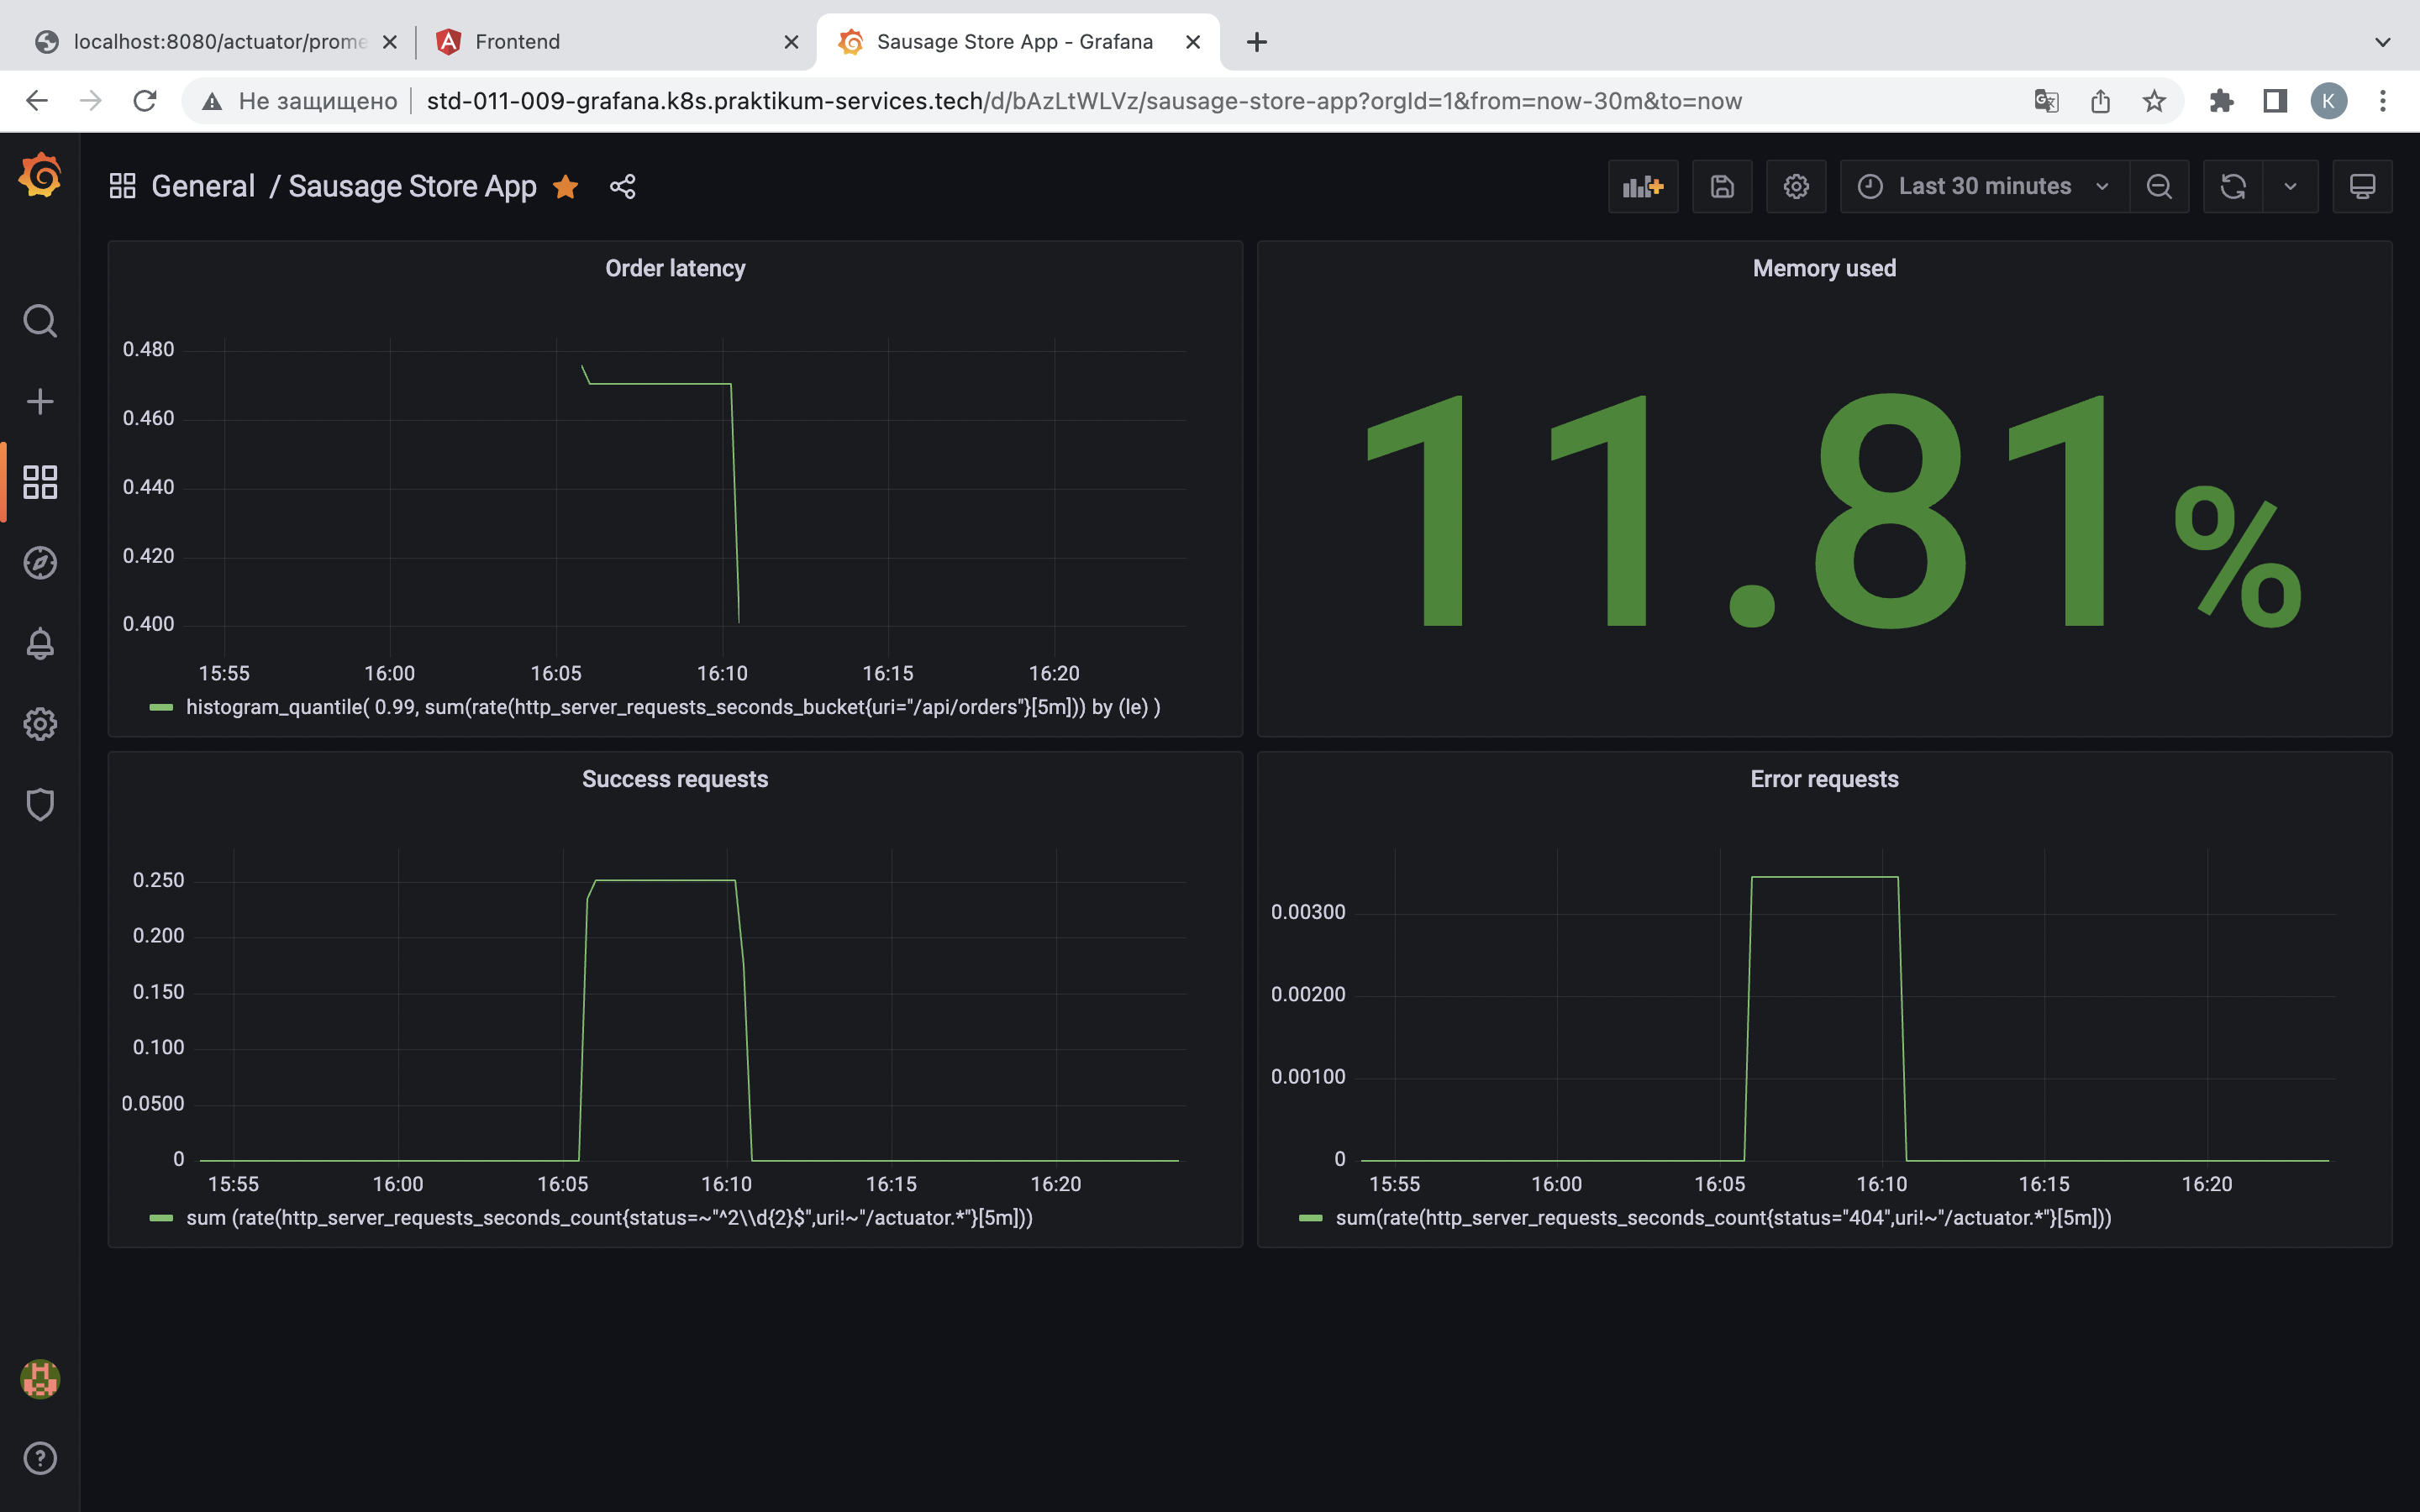 localhost:8080/actuator/prome
Frontend
Sausage Store App - Grafana
Не защищено
std-011-009-grafana.k8s.praktikum-services.tech/d/bAzLtWLVz/sausage-store-app?orgId=1&from=now-30m&to=now
K
General / Sausage Store App
Last 30 minutes
Order latency
0.480
0.460
0.440
0.420
0.400
15:55 16:00 16:05 16:10 16:15 16:20
histogram_quantile( 0.99, sum(rate(http_server_requests_seconds_bucket{uri="/api/orders"}[5m])) by (le) )
Memory used
11.81%
Success requests
0.250
0.200
0.150
0.100
0.0500
0
15:55 16:00 16:05 16:10 16:15 16:20
sum (rate(http_server_requests_seconds_count{status=~"^2\\d{2}$",uri!~"/actuator.*"}[5m]))
Error requests
0.00300
0.00200
0.00100
0
15:55 16:00 16:05 16:10 16:15 16:20
sum(rate(http_server_requests_seconds_count{status="404",uri!~"/actuator.*"}[5m]))